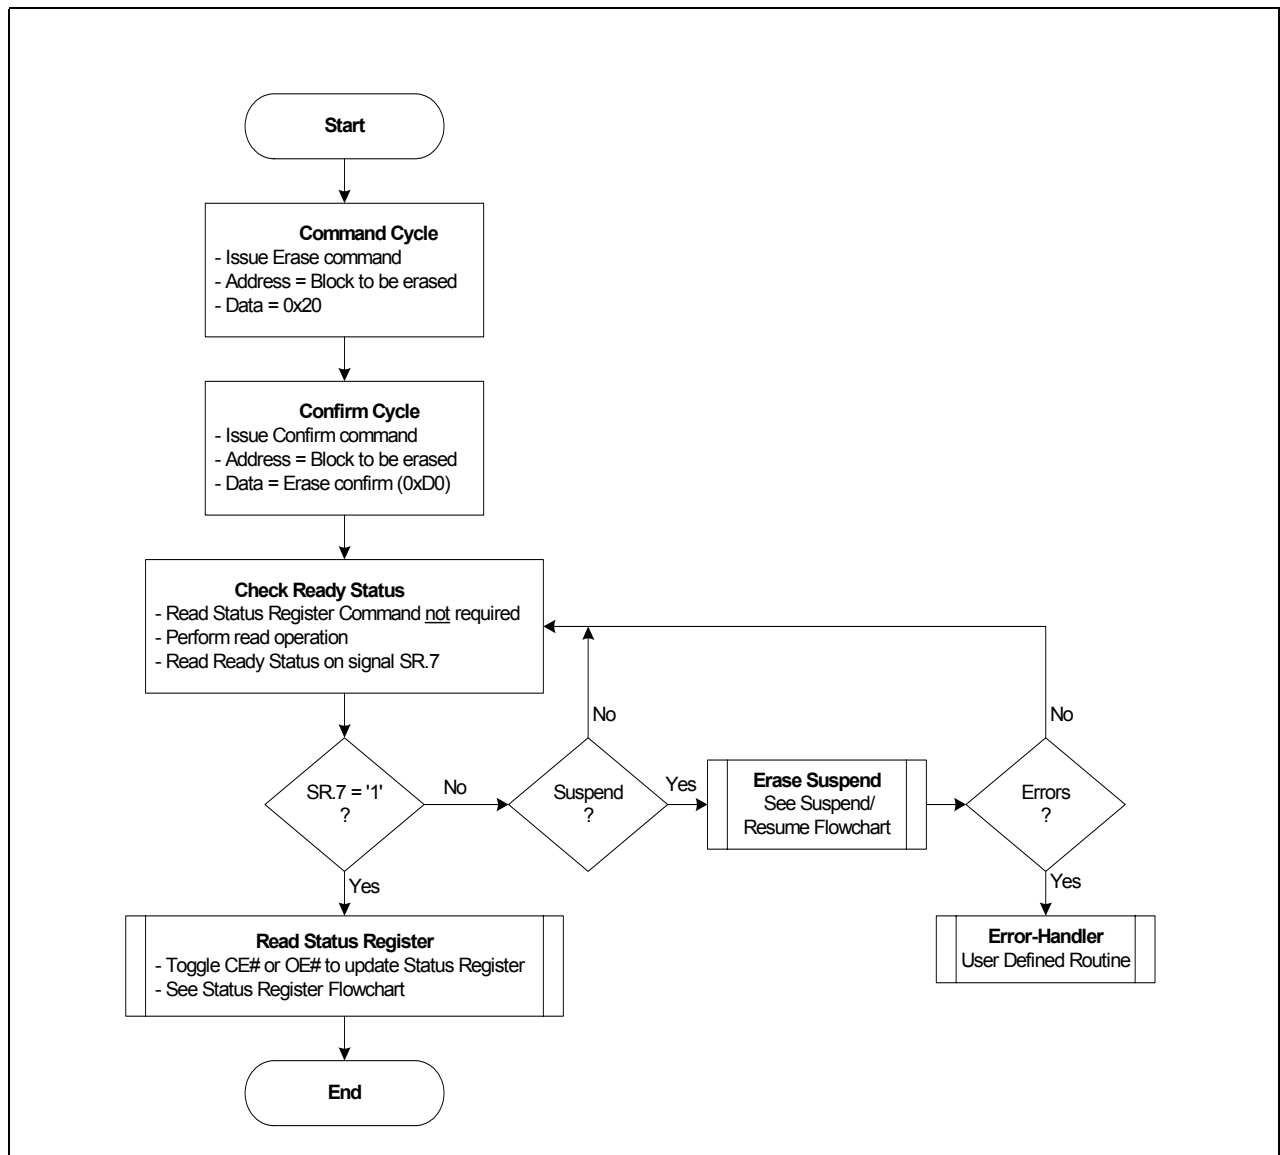 Start
Command Cycle
- Issue Erase command
- Address = Block to be erased
- Data = 0x20
Confirm Cycle
- Issue Confirm command
- Address = Block to be erased
- Data = Erase confirm (0xD0)
Check Ready Status
- Read Status Register Command not required
- Perform read operation
- Read Ready Status on signal SR.7
No
No
SR.7 = '1'
?
No
Suspend
?
Yes
Erase Suspend
See Suspend/
Resume Flowchart
Errors
?
Yes
Yes
Read Status Register
- Toggle CE# or OE# to update Status Register
- See Status Register Flowchart
Error-Handler
User Defined Routine
End